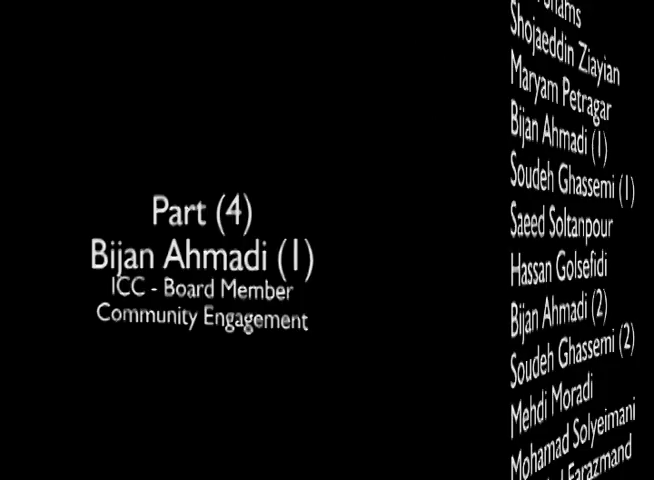 Part (4)
Bijan Ahmadi (1)
ICC - Board Member
Community Engagement
Shojaeddin Ziayian
Maryam Petragar
Bijan Ahmadi (1)
Soudeh Ghassemi (1)
Saeed Soltanpour
Hassan Golsefidi
Bijan Ahmadi (2)
Soudeh Ghassemi (2)
Mehdi Moradi
Mohamad Solyeimani
Farazmand